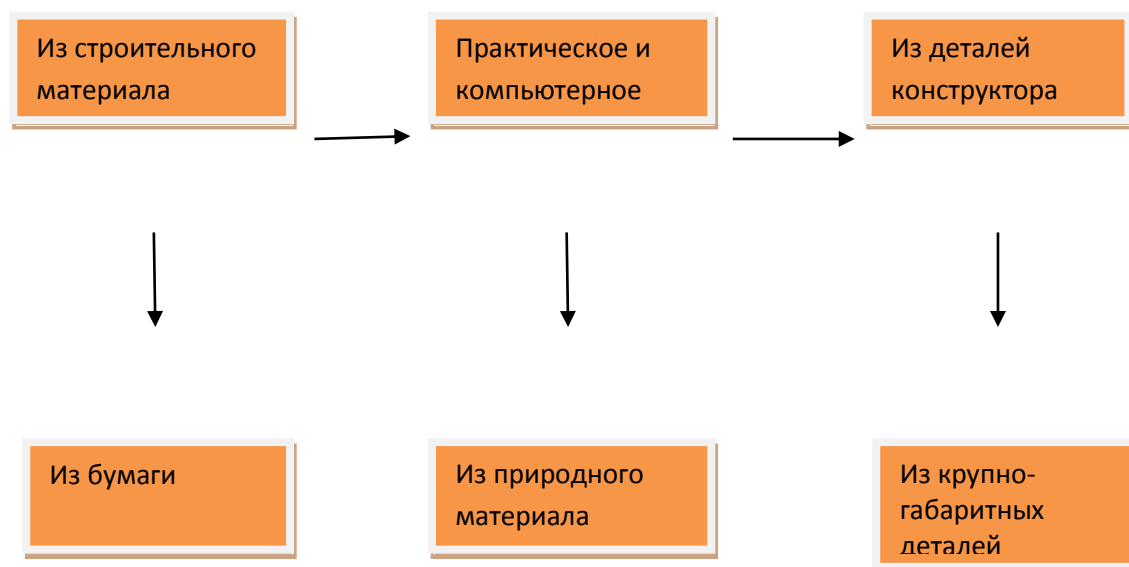 Из строительного
материала
Практическое и
компьютерное
Из деталей
конструктора
Из бумаги
Из природного
материала
Из крупно-
габаритных
деталей